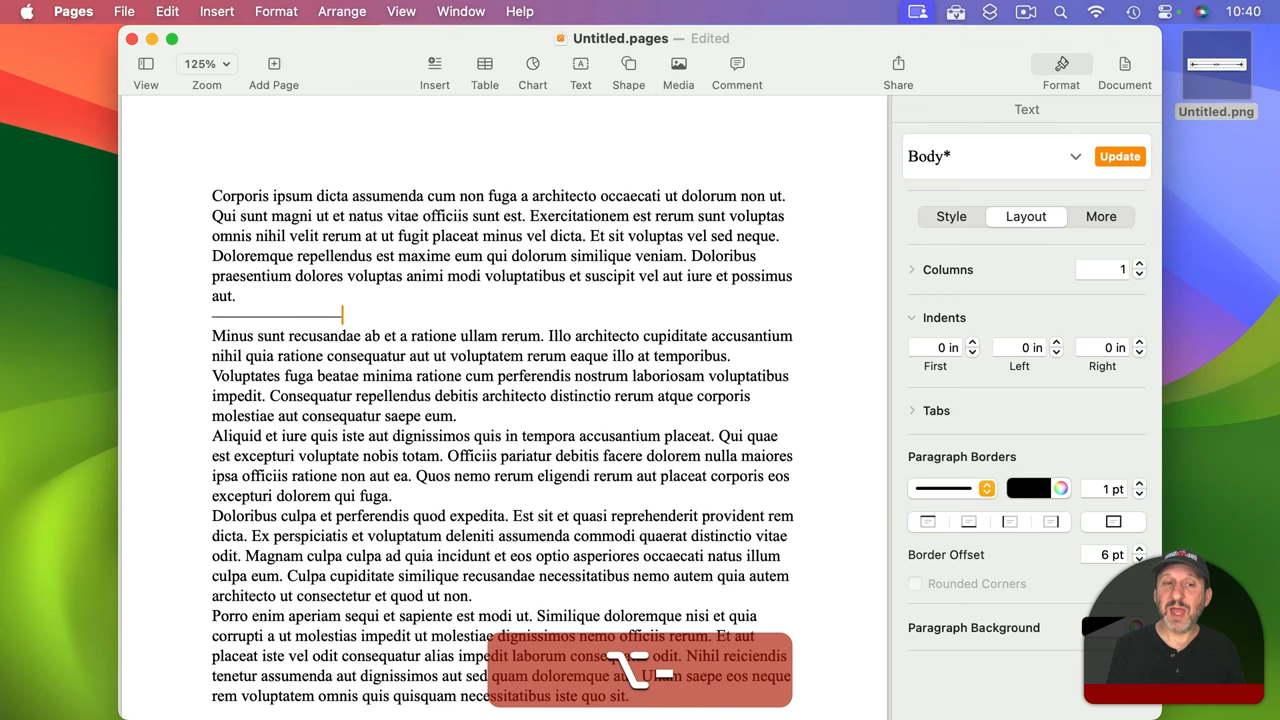 Pages File Edit Insert Format Arrange View Window Help 10:40
Untitled.pages — Edited
125%
View Zoom Add Page Insert Table Chart Text Shape Media Comment Share Format Document
Untitled.png
Text
Body* Update
Style Layout More
Columns 1
Indents
0 in 0 in 0 in
First Left Right
Tabs
Paragraph Borders
1 pt
Border Offset 6 pt
Rounded Corners
Paragraph Background
Corporis ipsum dicta assumenda cum non fuga a architecto occaecati ut dolorum non ut.
Qui sunt magni ut et natus vitae officiis sunt est. Exercitationem est rerum sunt voluptas
omnis nihil velit rerum at ut fugit placeat minus vel dicta. Et sit voluptas vel sed neque.
Doloremque repellendus est maxime eum qui dolorum similique veniam. Doloribus
praesentium dolores voluptas animi modi voluptatibus et suscipit vel aut iure et possimus
aut.
Minus sunt recusandae ab et a ratione ullam rerum. Illo architecto cupiditate accusantium
nihil quia ratione consequatur aut ut voluptatem rerum eaque illo at temporibus.
Voluptates fuga beatae minima ratione cum perferendis nostrum laboriosam voluptatibus
impedit. Consequatur repellendus debitis architecto distinctio rerum atque corporis
molestiae aut consequatur saepe eum.
Aliquid et iure quis iste aut dignissimos quis in tempora accusantium placeat. Qui quae
est excepturi voluptate nobis totam. Officiis pariatur debitis facere dolorem nulla maiores
ipsa officiis ratione non aut ea. Quos nemo rerum eligendi rerum aut placeat corporis eos
excepturi dolorem qui fuga.
Doloribus culpa et perferendis quod expedita. Est sit et quasi reprehenderit provident rem
dicta. Ex perspiciatis et voluptatum deleniti assumenda commodi quaerat distinctio vitae
odit. Magnam culpa culpa ad quia incidunt et eos optio asperiores occaecati natus illum
culpa eum. Culpa cupiditate similique recusandae necessitatibus nemo autem quia autem
architecto ut consectetur et quod ut non.
Porro enim aperiam sequi et sapiente est modi ut. Similique doloremque nisi et quia
corrupti a ut molestias impedit ut molestiae dignissimos nemo officiis rerum. Et aut
placeat iste vel odit consequatur alias impedit laborum odit. Nihil reiciendis
tenetur assumenda aut dignissimos aut sed quam doloremque saepe eos neque
rem voluptatem omnis quis quisquam necessitatibus iste quo sit.
⌥-